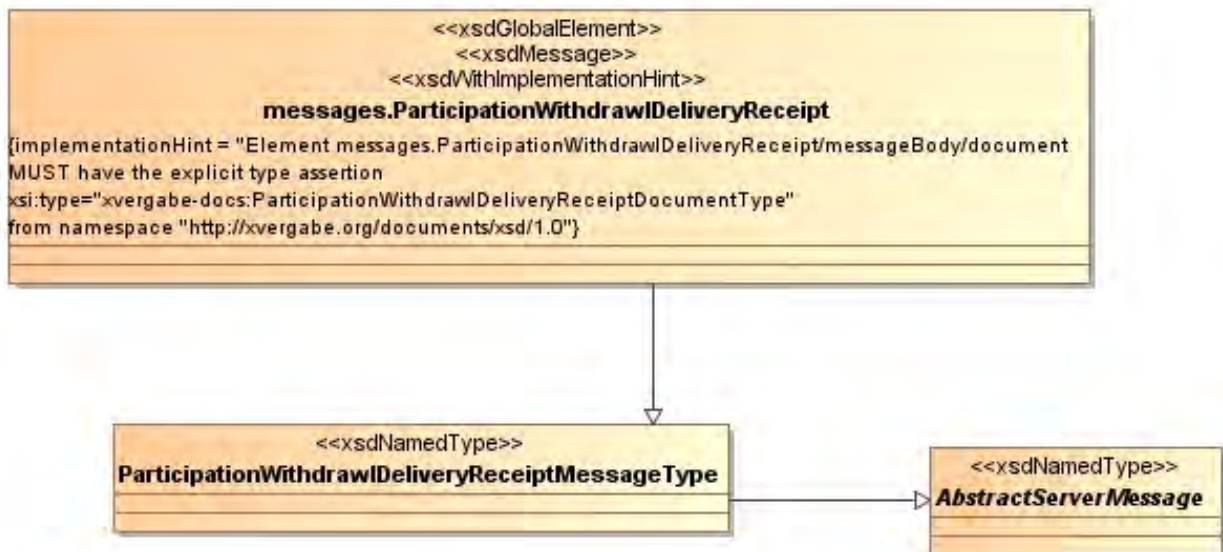 <<xsdGlobalElement>>
<<xsdMessage>>
<<xsdWithImplementationHint>>
messages.ParticipationWithdrawlDeliveryReceipt
{implementationHint = "Element messages.ParticipationWithdrawlDeliveryReceipt/messageBody/document
MUST have the explicit type assertion
xsi:type="xvergabe-docs:ParticipationWithdrawlDeliveryReceiptDocumentType"
from namespace "http://xvergabe.org/documents/xsd/1.0"}
<<xsdNamedType>>
ParticipationWithdrawlDeliveryReceiptMessageType
<<xsdNamedType>>
AbstractServerMessage